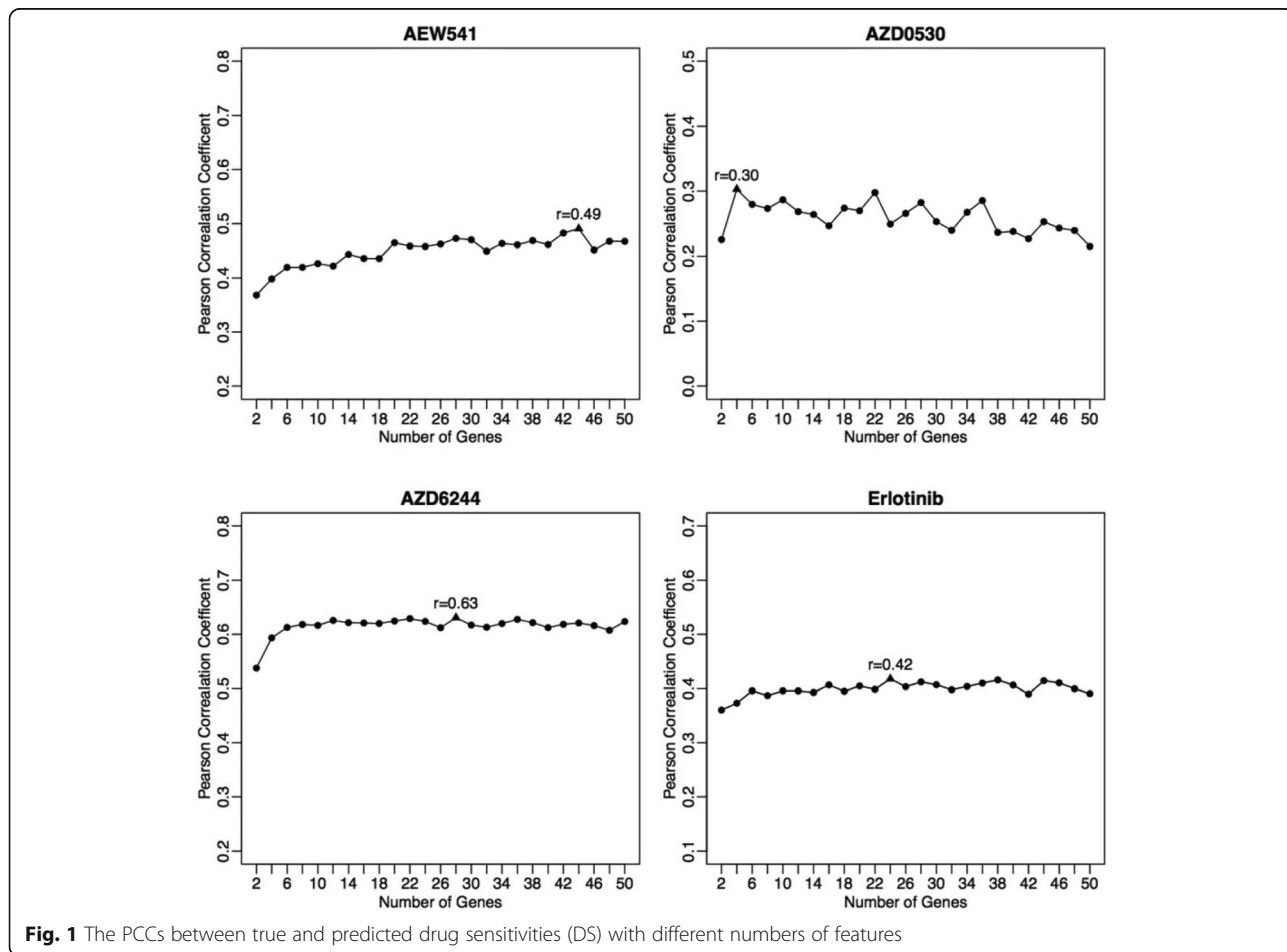 AEW541
Pearson Correalation Coefficent
0.8
0.7
0.6
0.5
0.4
0.3
0.2
r=0.49
2 6 10 14 18 22 26 30 34 38 42 46 50
Number of Genes
AZD0530
Pearson Correalation Coefficent
0.5
0.4
0.3
0.2
0.1
0.0
r=0.30
2 6 10 14 18 22 26 30 34 38 42 46 50
Number of Genes
AZD6244
Pearson Correalation Coefficent
0.8
0.7
0.6
0.5
0.4
0.3
0.2
r=0.63
2 6 10 14 18 22 26 30 34 38 42 46 50
Number of Genes
Erlotinib
Pearson Correalation Coefficent
0.7
0.6
0.5
0.4
0.3
0.2
0.1
r=0.42
2 6 10 14 18 22 26 30 34 38 42 46 50
Number of Genes
Fig. 1 The PCCs between true and predicted drug sensitivities (DS) with different numbers of features